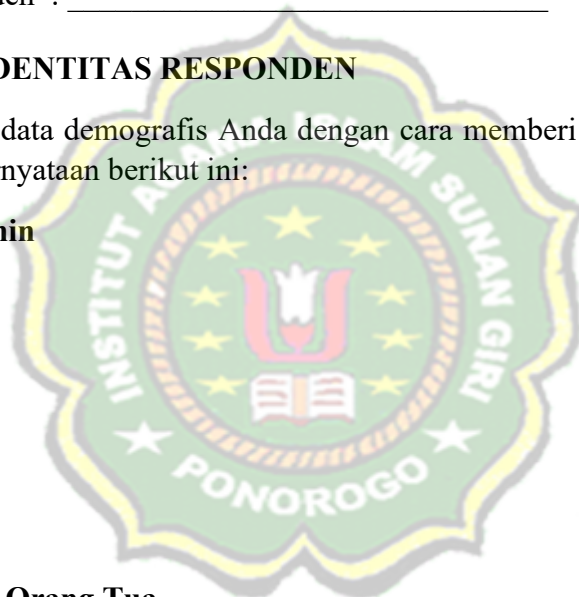 : ______________________________
DENTITAS RESPONDEN
data demografis Anda dengan cara memberi
nyataan berikut ini:
INSTITUT AGAMA ISLAM SUNAN GIRI
PONOROGO
Orang Tua